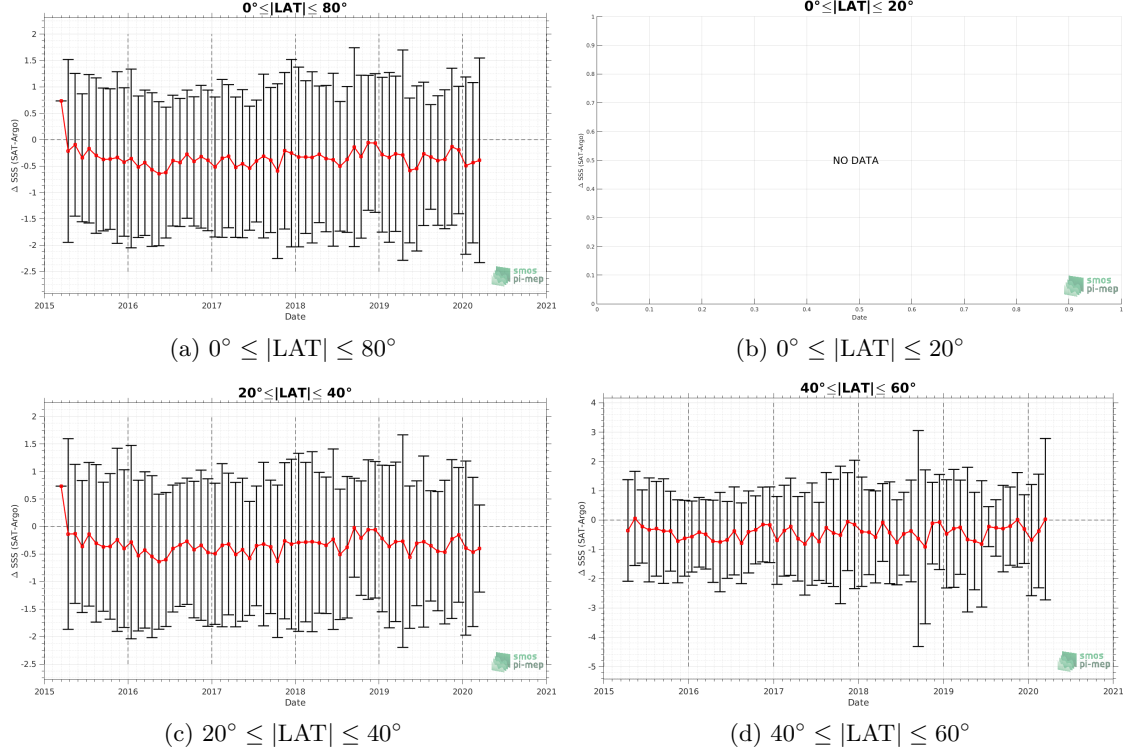 0°≤|LAT|≤ 80°
Δ SSS (SAT-Argo)
2
1.5
1
0.5
0
-0.5
-1
-1.5
-2
-2.5
2015 2016 2017 2018 2019 2020 2021
Date
smos
pi-mep
(a) 0° ≤ |LAT| ≤ 80°
0°≤|LAT|≤ 20°
Δ SSS (SAT-Argo)
1
0.9
0.8
0.7
0.6
0.5
0.4
0.3
0.2
0.1
0
NO DATA
0 0.1 0.2 0.3 0.4 0.5 0.6 0.7 0.8 0.9 1
Date
smos
pi-mep
(b) 0° ≤ |LAT| ≤ 20°
20°≤|LAT|≤ 40°
Δ SSS (SAT-Argo)
2
1.5
1
0.5
0
-0.5
-1
-1.5
-2
-2.5
2015 2016 2017 2018 2019 2020 2021
Date
smos
pi-mep
(c) 20° ≤ |LAT| ≤ 40°
40°≤|LAT|≤ 60°
Δ SSS (SAT-Argo)
4
3
2
1
0
-1
-2
-3
-4
-5
2015 2016 2017 2018 2019 2020 2021
Date
smos
pi-mep
(d) 40° ≤ |LAT| ≤ 60°